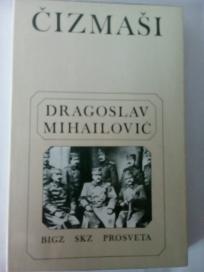 ČIZMAŠI
DRAGOSLAV
MIHAILOVIĆ
BIGZ SKZ PROSVETA